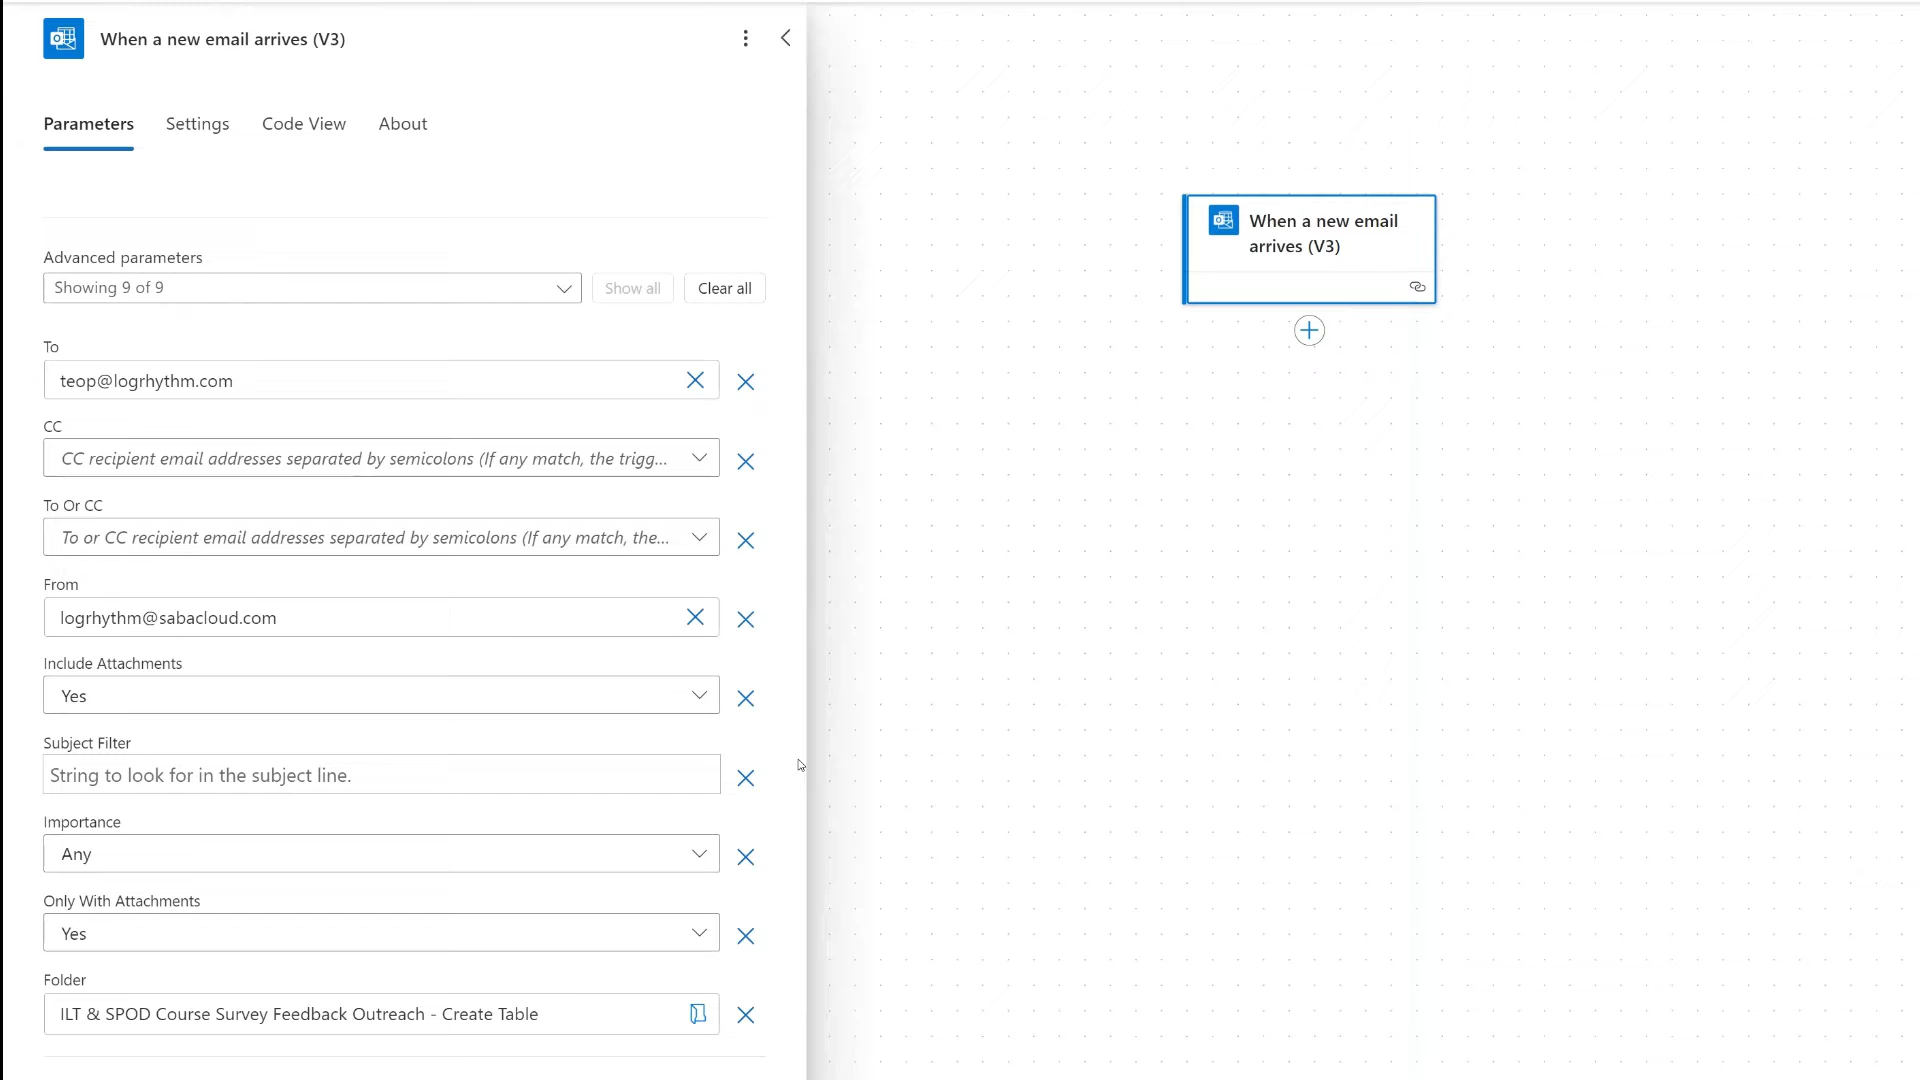 When a new email arrives (V3)
Parameters
Settings
Code View
About
Advanced parameters
Showing 9 of 9
Show all
Clear all
To
teop@logrhythm.com
CC
CC recipient email addresses separated by semicolons (If any match, the trigg...
To Or CC
To or CC recipient email addresses separated by semicolons (If any match, the...
From
logrhythm@sabacloud.com
Include Attachments
Yes
Subject Filter
String to look for in the subject line.
Importance
Any
Only With Attachments
Yes
Folder
ILT & SPOD Course Survey Feedback Outreach - Create Table
When a new email
arrives (V3)